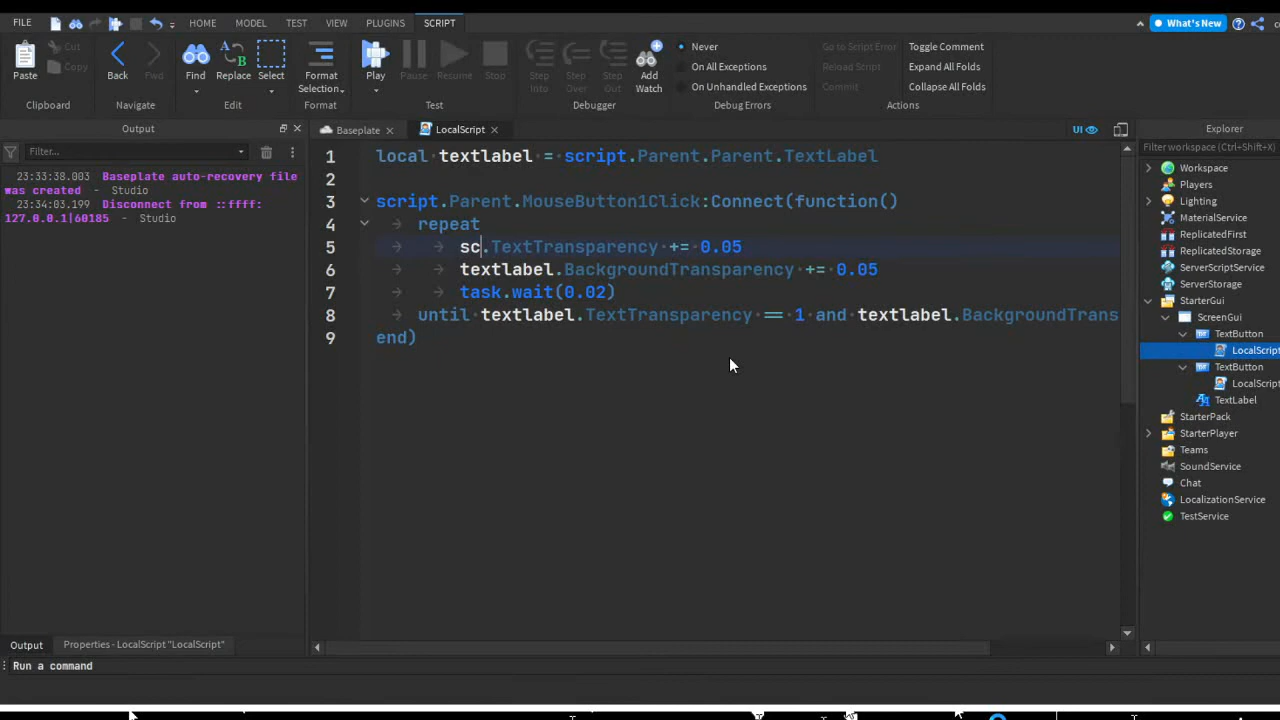 FILE HOME MODEL TEST VIEW PLUGINS SCRIPT What's New
Paste Cut Copy Clipboard
Back Fwd Navigate
Find Replace Select Edit
Format Selection Format
Play Pause Resume Stop Test
Step Into Step Over Step Out Add Watch Debugger
Never
On All Exceptions
On Unhandled Exceptions
Debug Errors
Go to Script Error Toggle Comment
Reload Script Expand All Folds
Commit Collapse All Folds
Actions
Output
Filter...
23:33:38.003 Baseplate auto-recovery file
was created - Studio
23:34:03.199 Disconnect from ::ffff:
127.0.0.1|60185 - Studio
Baseplate LocalScript UI
1 local textlabel = script.Parent.Parent.TextLabel
2
3 script.Parent.MouseButton1Click:Connect(function()
4 repeat
5 sc.TextTransparency += 0.05
6 textlabel.BackgroundTransparency += 0.05
7 task.wait(0.02)
8 until textlabel.TextTransparency == 1 and textlabel.BackgroundTrans
9 end)
Explorer
Filter workspace (Ctrl+Shift+X)
Workspace
Players
Lighting
MaterialService
ReplicatedFirst
ReplicatedStorage
ServerScriptService
ServerStorage
StarterGui
ScreenGui
TextButton
LocalScript
TextButton
LocalScript
TextLabel
StarterPack
StarterPlayer
Teams
SoundService
Chat
LocalizationService
TestService
Output Properties - LocalScript "LocalScript"
Run a command